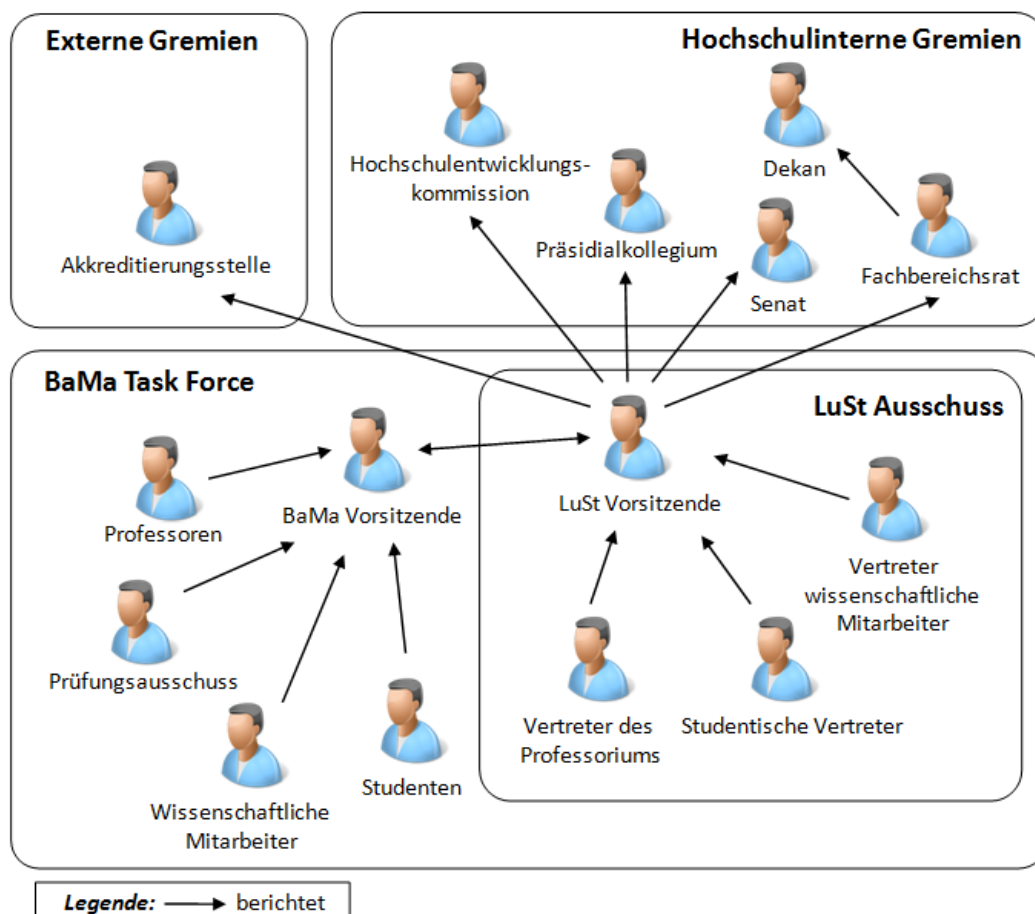 Externe Gremien
Akkreditierungsstelle
Hochschulinterne Gremien
Hochschulentwicklungs-
kommission
Präsidialkollegium
Dekan
Senat
Fachbereichsrat
BaMa Task Force
Professoren
BaMa Vorsitzende
Prüfungsausschuss
Wissenschaftliche
Mitarbeiter
Studenten
LuSt Ausschuss
LuSt Vorsitzende
Vertreter
wissenschaftliche
Mitarbeiter
Vertreter des
Professoriums
Studentische Vertreter
Legende: berichtet